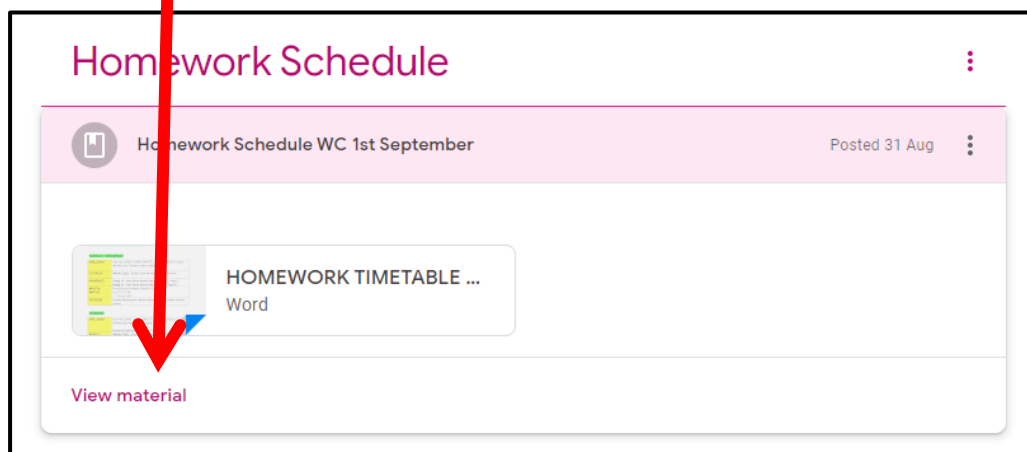 Homework Schedule
Homework Schedule WC 1st September
Posted 31 Aug
HOMEWORK TIMETABLE ...
Word
View material